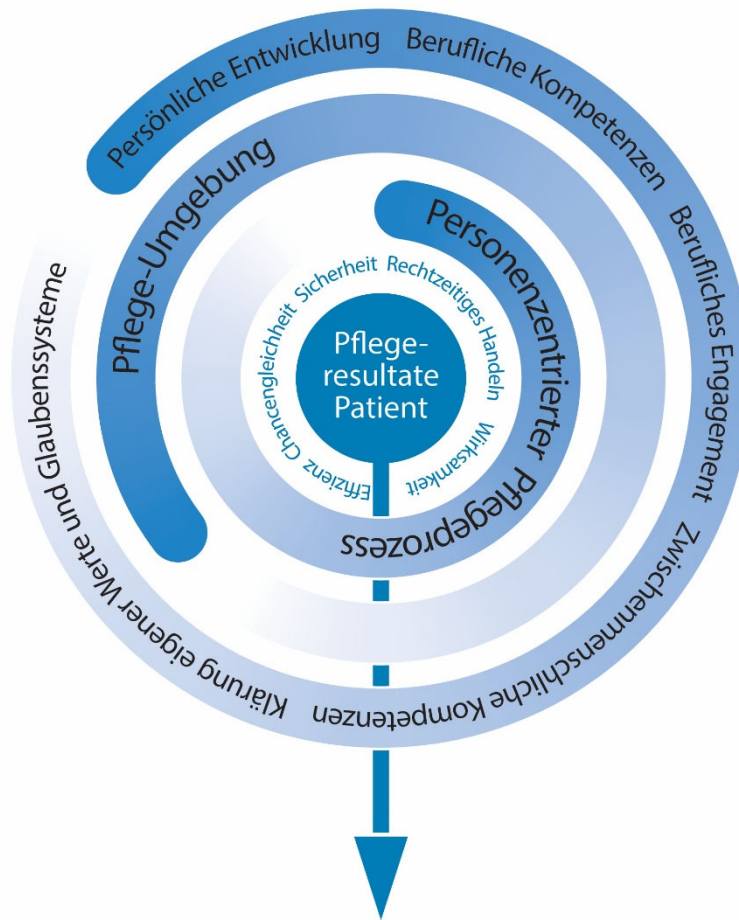 Persönliche Entwicklung
Berufliche Kompetenzen
Berufliches Engagement
Zwischenmenschliche Kompetenzen
Klärung eigener Werte und Glaubenssysteme
Pflege-Umgebung
Personenzentrierter Pflegeprozess
Sicherheit
Rechtzeitiges Handeln
Wirksamkeit
Effizienz
Chancengleichheit
Pflege-
resultate
Patient